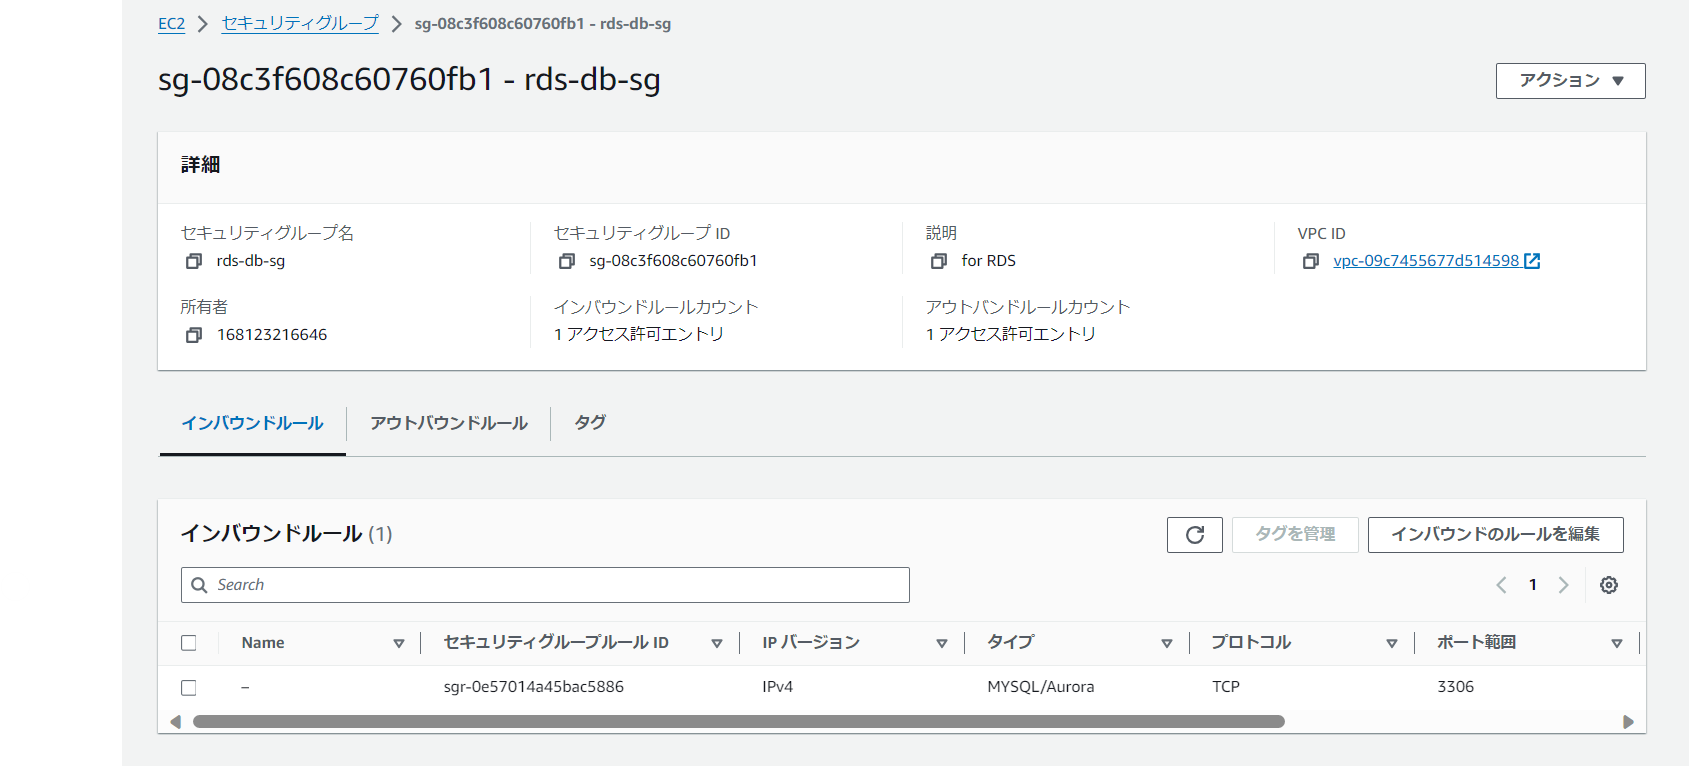 EC2 > セキュリティグループ > sg-08c3f608c60760fb1 - rds-db-sg
sg-08c3f608c60760fb1 - rds-db-sg
アクション
詳細
セキュリティグループ名
rds-db-sg
セキュリティグループ ID
sg-08c3f608c60760fb1
説明
for RDS
VPC ID
vpc-09c7455677d514598
所有者
168123216646
インバウンドルールカウント
1 アクセス許可エントリ
アウトバンドルールカウント
1 アクセス許可エントリ
インバウンドルール アウトバウンドルール タグ
インバウンドルール (1)
タグを管理
インバウンドのルールを編集
Search
1
Name セキュリティグループルール ID IP バージョン タイプ プロトコル ポート範囲
– sgr-0e57014a45bac5886 IPv4 MYSQL/Aurora TCP 3306